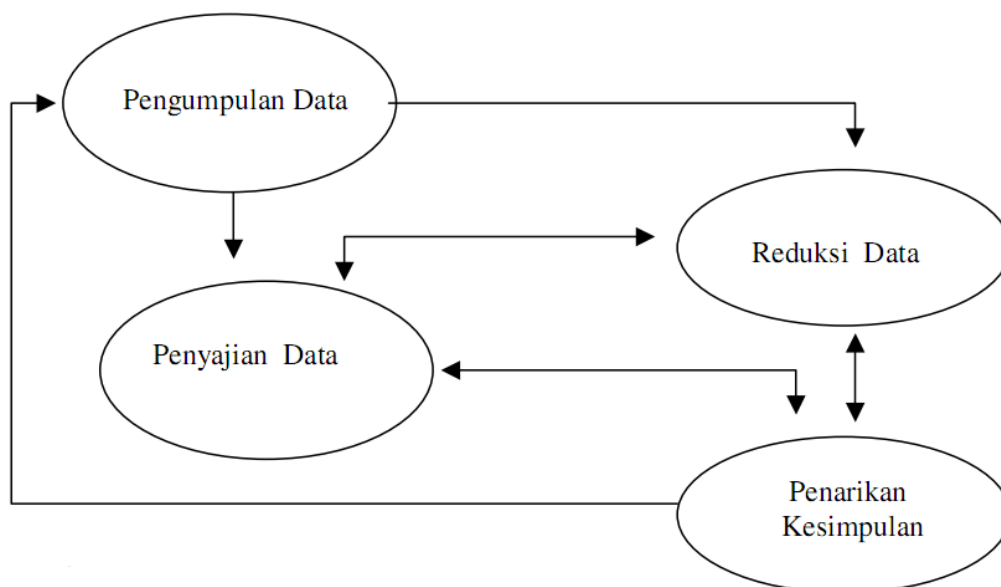 Pengumpulan Data
Reduksi Data
Penyajian Data
Penarikan
Kesimpulan